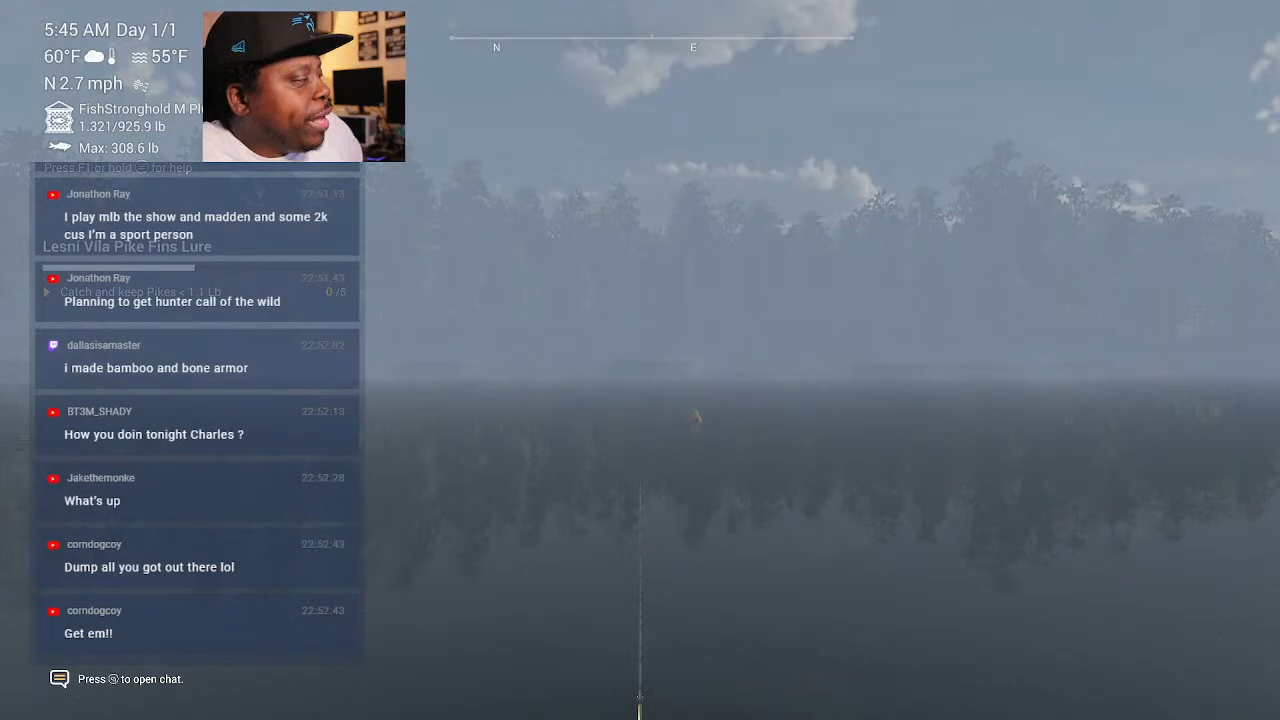 5:45 AM Day 1/1
60°F 55°F
N 2.7 mph
FishStronghold M Pl
1.321/925.9 lb
Max: 308.6 lb
N E
Press F1 or hold for help
Jonathon Ray 22:51:13
I play mlb the show and madden and some 2k
cus I'm a sport person
Lesni Vila Pike Fins Lure
Jonathon Ray 22:51:43
Catch and keep Pikes < 1.1 Lb 0 /5
Planning to get hunter call of the wild
dallasisamaster 22:52:02
i made bamboo and bone armor
BT3M_SHADY 22:52:13
How you doin tonight Charles ?
Jakethemonke 22:52:28
What's up
corndogcoy 22:52:43
Dump all you got out there lol
corndogcoy 22:52:43
Get em!!
Press to open chat.